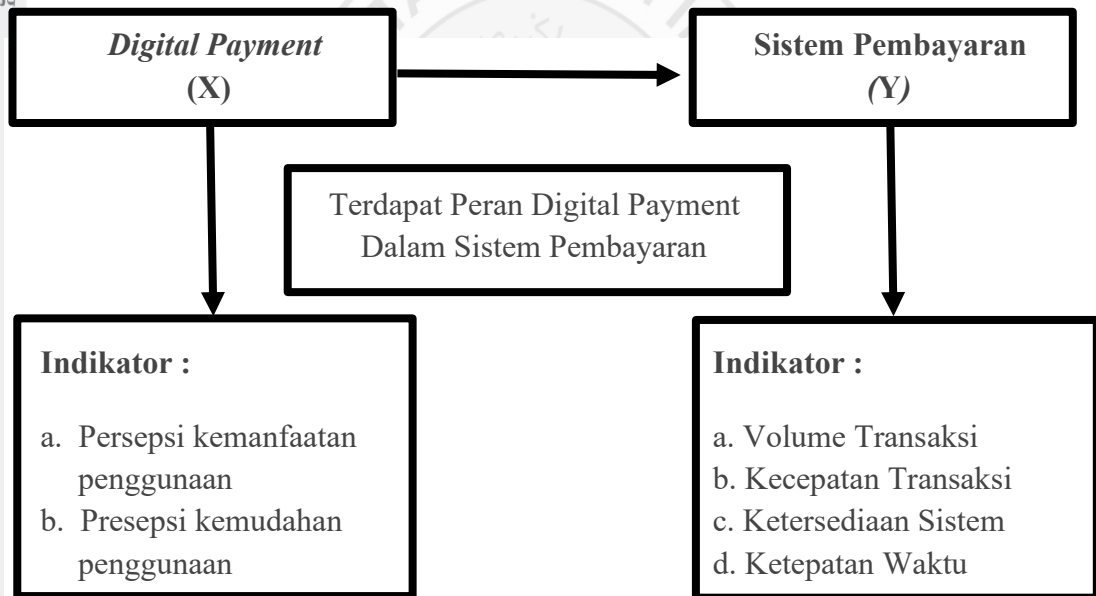 Digital Payment
(X)
Sistem Pembayaran
(Y)
Terdapat Peran Digital Payment
Dalam Sistem Pembayaran
Indikator :
a. Persepsi kemanfaatan
penggunaan
b. Presepsi kemudahan
penggunaan
Indikator :
a. Volume Transaksi
b. Kecepatan Transaksi
c. Ketersediaan Sistem
d. Ketepatan Waktu